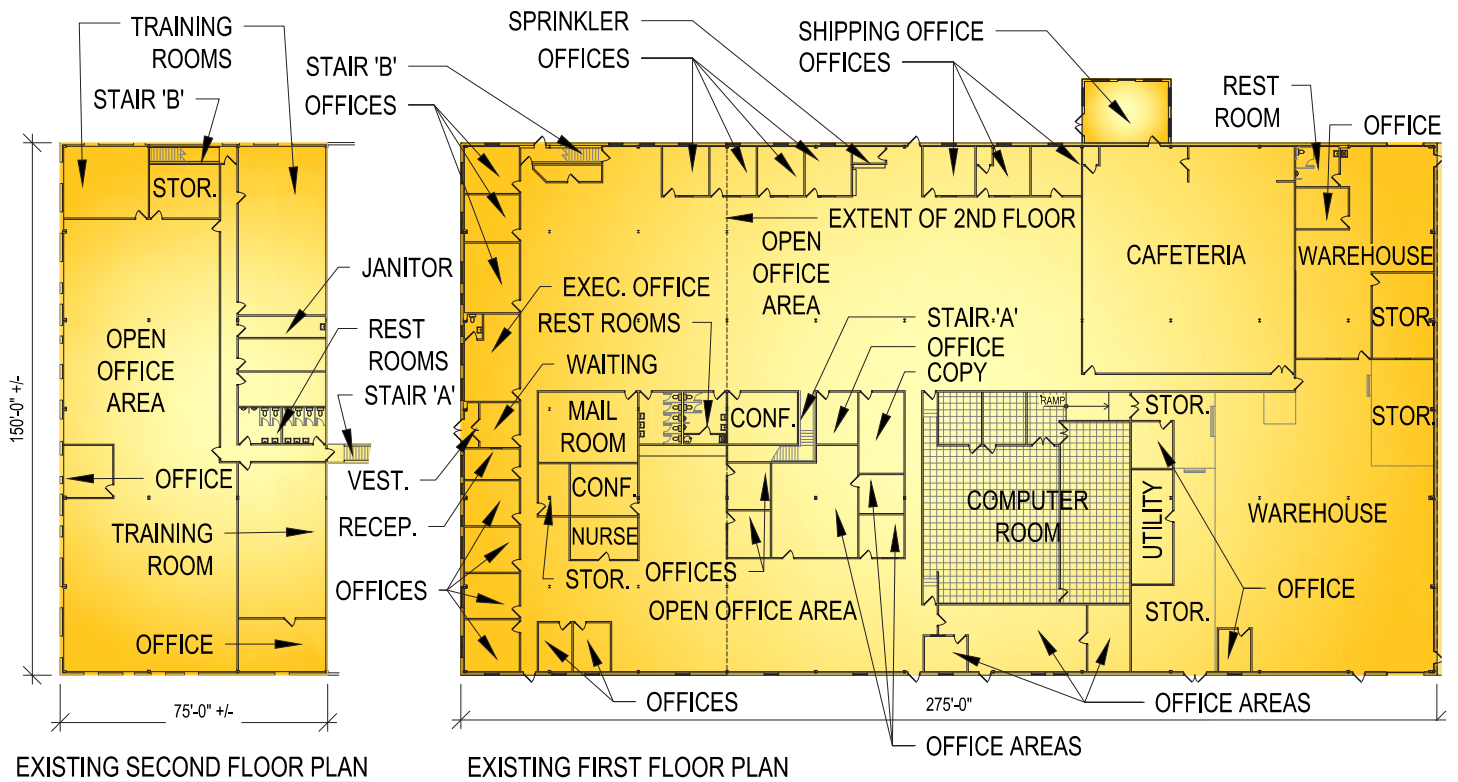 TRAINING
ROOMS
STAIR 'B'
STOR.
JANITOR
REST
ROOMS
STAIR 'A'
OPEN
OFFICE
AREA
OFFICE
TRAINING
ROOM
OFFICE
150'-0" +/-
75'-0" +/-
EXISTING SECOND FLOOR PLAN
STAIR 'B'
OFFICES
SPRINKLER
OFFICES
SHIPPING OFFICE
OFFICES
REST
ROOM
OFFICE
EXTENT OF 2ND FLOOR
OPEN
OFFICE
AREA
CAFETERIA
WAREHOUSE
STOR.
EXEC. OFFICE
REST ROOMS
WAITING
STAIR 'A'
OFFICE
COPY
MAIL
ROOM
CONF.
RAMP
STOR.
STOR.
VEST.
RECEP.
CONF.
NURSE
STOR.
OFFICES
OFFICES
OPEN OFFICE AREA
COMPUTER
ROOM
UTILITY
WAREHOUSE
OFFICE
STOR.
OFFICES
OFFICE AREAS
OFFICE AREAS
275'-0"
EXISTING FIRST FLOOR PLAN